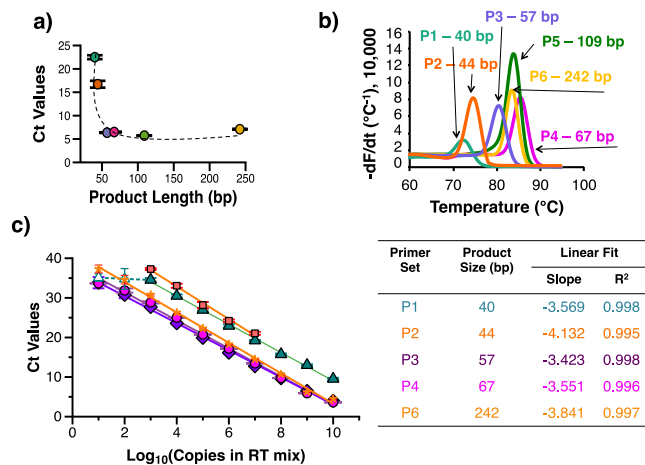 a)
Ct Values
25
20
15
10
5
0
50 100 150 200 250
Product Length (bp)
b)
-dF/dt (°C⁻¹), 10,000
16
14
12
10
8
6
4
2
0
60 70 80 90 100
Temperature (°C)
P3 – 57 bp
P1 – 40 bp
P5 – 109 bp
P2 – 44 bp
P6 – 242 bp
P4 – 67 bp
c)
Ct Values
40
30
20
10
0
0 2 4 6 8 10
Log₁₀(Copies in RT mix)
Primer Set Product Size (bp) Linear Fit
Slope R²
P1 40 -3.569 0.998
P2 44 -4.132 0.995
P3 57 -3.423 0.998
P4 67 -3.551 0.996
P6 242 -3.841 0.997